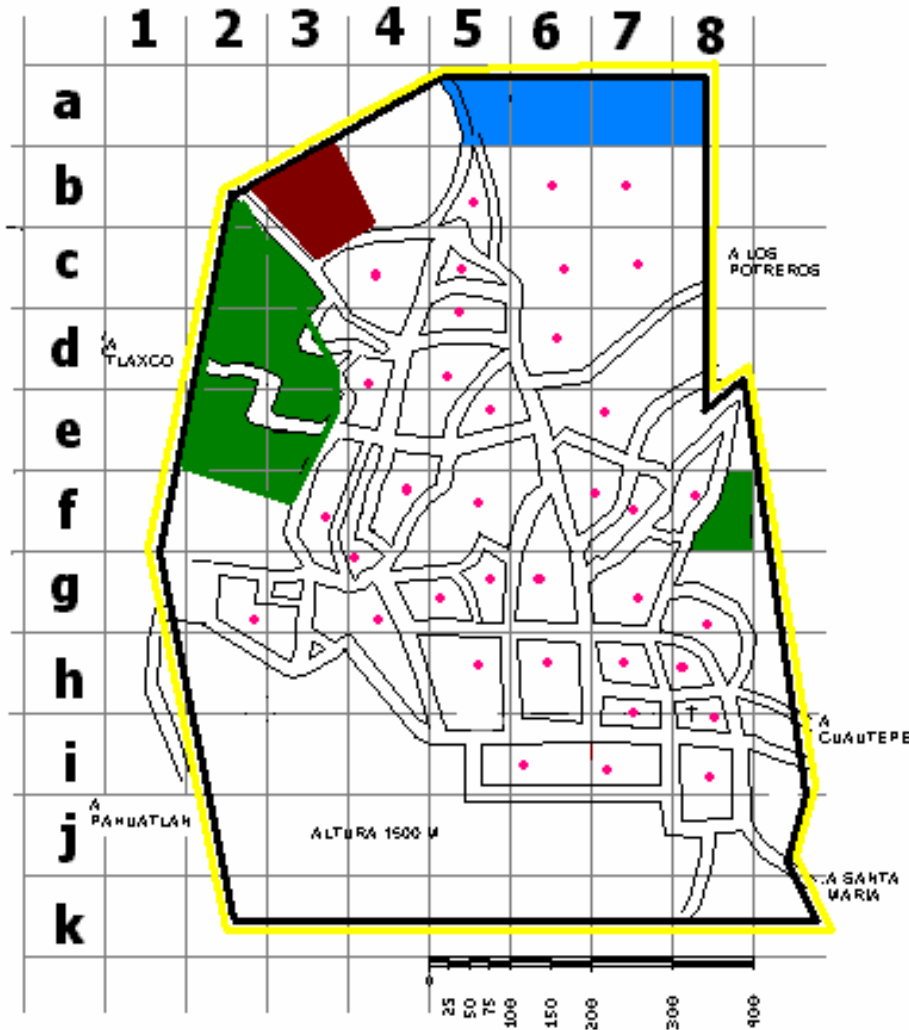 1 2 3 4 5 6 7 8
a
b
c
A LOS
POTREROS
d
A
TLAXCO
e
f
g
h
A
CUAUTEPE
i
A
PAHUATLAN
j
ALTURA 1500 M
A SANTA
MARIA
k
0 25 50 75 100 200 300 400